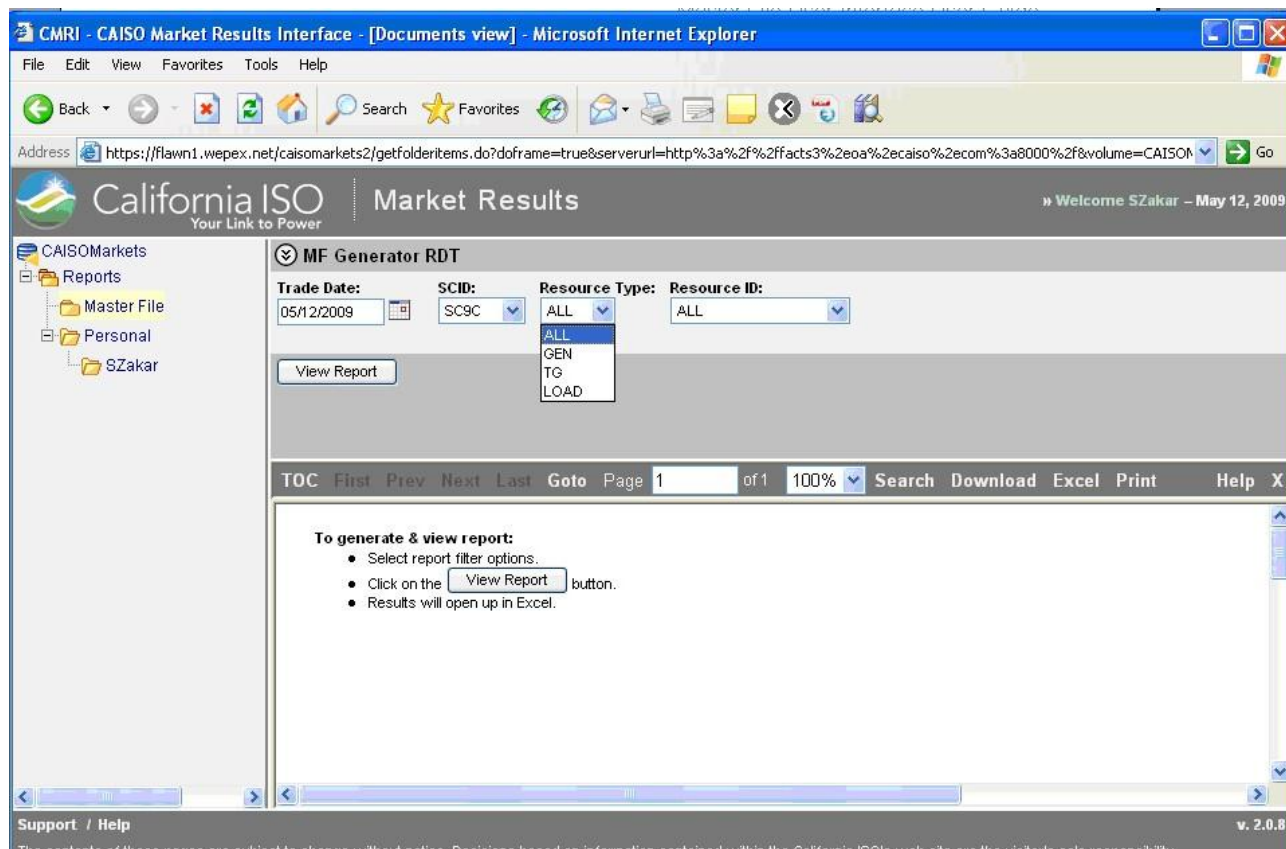 CMRI - CAISO Market Results Interface - [Documents view] - Microsoft Internet Explorer
File Edit View Favorites Tools Help
Back Search Favorites
Address https://flawn1.wepex.net/caisomarkets2/getfolderitems.do?doframe=true&serverurl=http%3a%2f%2ffacts3%2eoa%2ecaiso%2ecom%3a8000%2f&volume=CAISO Go
California ISO
Your Link to Power
Market Results
» Welcome SZakar – May 12, 2009
CAISOMarkets
Reports
Master File
Personal
SZakar
MF Generator RDT
Trade Date: SCID: Resource Type: Resource ID:
05/12/2009 SC9C ALL ALL
ALL
GEN
TG
LOAD
View Report
TOC First Prev Next Last Goto Page 1 of 1 100% Search Download Excel Print Help X
To generate & view report:
● Select report filter options.
● Click on the View Report button.
● Results will open up in Excel.
Support / Help
v. 2.0.8